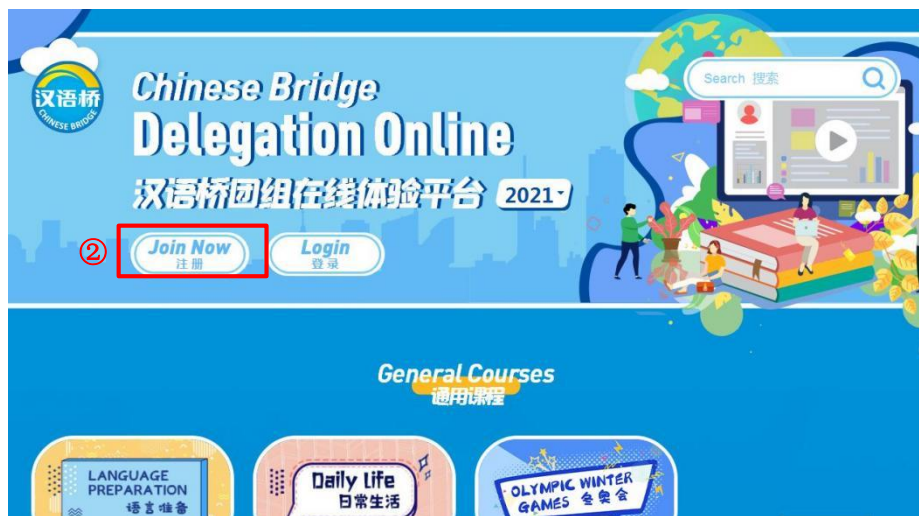 汉语桥
CHINESE BRIDGE
Chinese Bridge
Delegation Online
汉语桥团组在线体验平台 2021
Search 搜索
② Join Now
注册
Login
登录
General Courses
通用课程
LANGUAGE
PREPARATION
语言准备
Daily Life
日常生活
OLYMPIC WINTER
GAMES 冬奥会